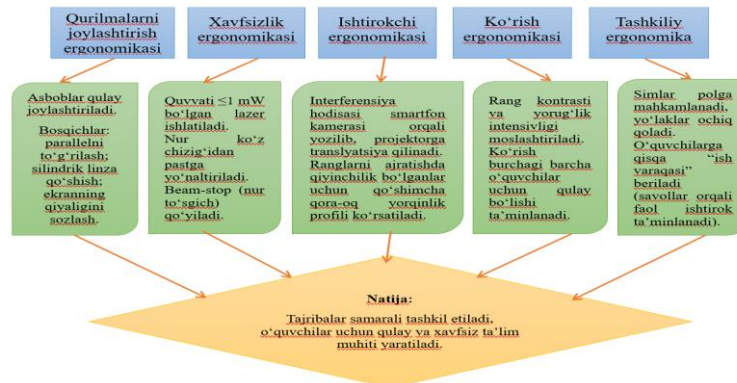 Qurilmalarni
joylashtirish
ergonomikasi
Xavfsizlik
ergonomikasi
Ishtirokchi
ergonomikasi
Ko‘rish
ergonomikasi
Tashkiliy
ergonomika
Asboblar qulay
joylashtiriladi.
Bosqichlar:
parallelni
to‘g‘rilash;
silindrik linza
qo‘shish;
ekranning
qiyaligini
sozlash.
Quvvati ≤1 mW
bo‘lgan lazer
ishlatiladi.
Nur ko‘z
chizig‘idan
pastga
yo‘naltiriladi.
Beam-stop (nur
to‘sgich)
qo‘yiladi.
Interferensiya
hodisasi smartfon
kamerasi orqali
yozilib, projektorga
translyatsiya qilinadi.
Ranglarni ajratishda
qiyinchilik bo‘lganlar
uchun qo‘shimcha
qora-oq yorqinlik
profili ko‘rsatiladi.
Rang kontrasti
va yorug‘lik
intensivligi
moslashtiriladi.
Ko‘rish
burchagi barcha
o‘quvchilar
uchun qulay
bo‘lishi
ta’minlanadi.
Simlar polga
mahkamlanadi,
yo‘laklar ochiq
qoladi.
O‘quvchilarga
qisqa “ish
varaqasi”
beriladi
(savollar orqali
faol ishtirok
ta’minlanadi).
Natija:
Tajribalar samarali tashkil etiladi,
o‘quvchilar uchun qulay va xavfsiz ta’lim
muhiti yaratiladi.